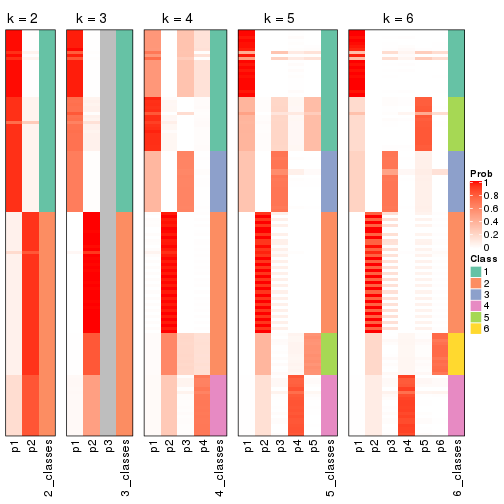 k = 2
k = 3
k = 4
k = 5
k = 6
Prob
1
0.8
0.6
0.4
0.2
0
Class
1
2
3
4
5
6
p1 p2 2_classes
p1 p2 p3 3_classes
p1 p2 p3 p4 4_classes
p1 p2 p3 p4 p5 5_classes
p1 p2 p3 p4 p5 p6 6_classes